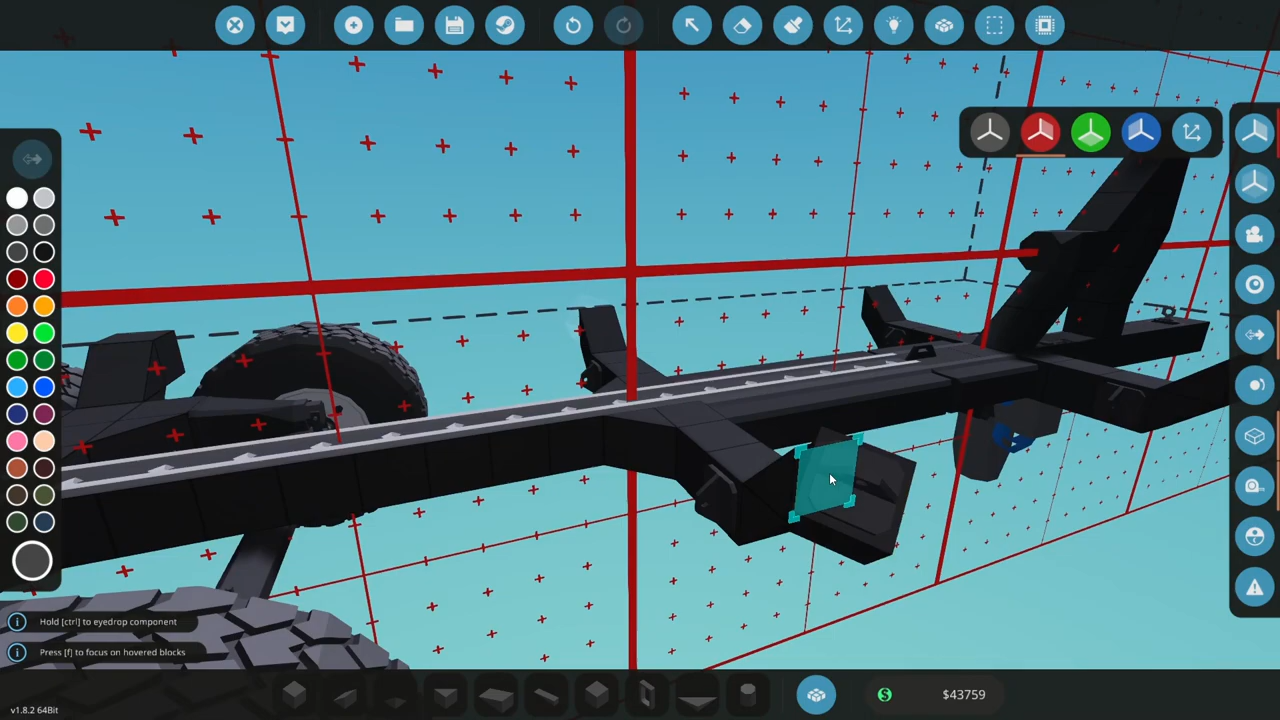 Hold [ctrl] to eyedrop component
Press [f] to focus on hovered blocks
$ $43759
v1.8.2 64Bit